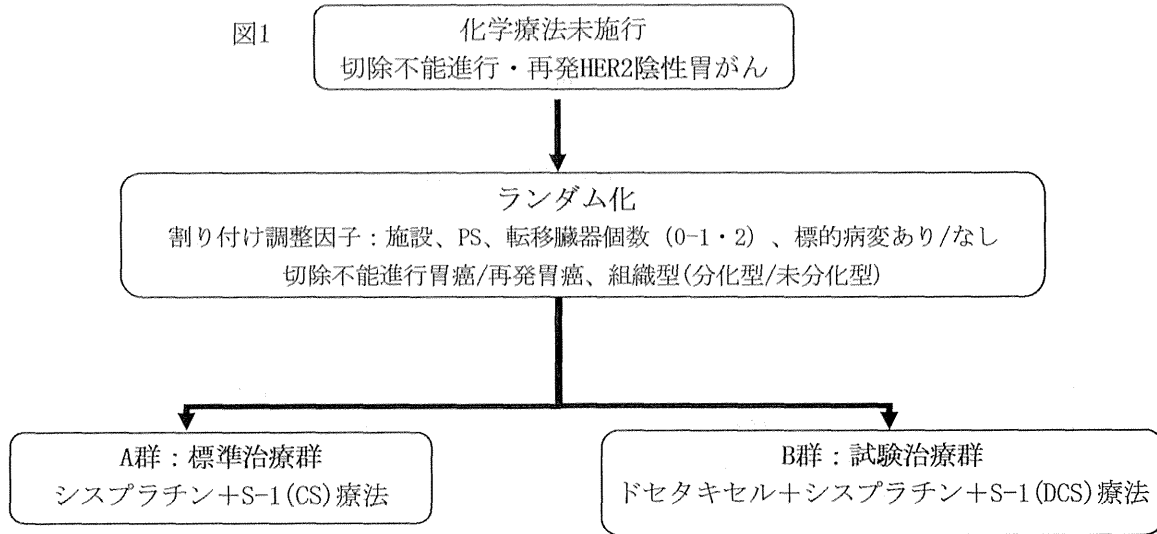 図1
化学療法未施行
切除不能進行・再発HER2陰性胃がん
ランダム化
割り付け調整因子：施設、PS、転移臓器個数（0-1・2）、標的病変あり/なし
切除不能進行胃癌/再発胃癌、組織型(分化型/未分化型)
A群：標準治療群
シスプラチン＋S-1(CS)療法
B群：試験治療群
ドセタキセル＋シスプラチン＋S-1(DCS)療法